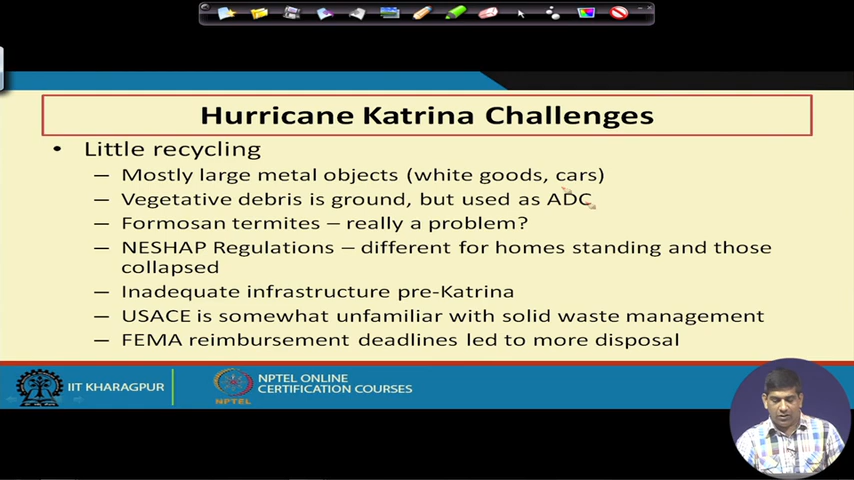 Hurricane Katrina Challenges
• Little recycling
– Mostly large metal objects (white goods, cars)
– Vegetative debris is ground, but used as ADC
– Formosan termites – really a problem?
– NESHAP Regulations – different for homes standing and those
collapsed
– Inadequate infrastructure pre-Katrina
– USACE is somewhat unfamiliar with solid waste management
– FEMA reimbursement deadlines led to more disposal
IIT KHARAGPUR
NPTEL
NPTEL ONLINE
CERTIFICATION COURSES